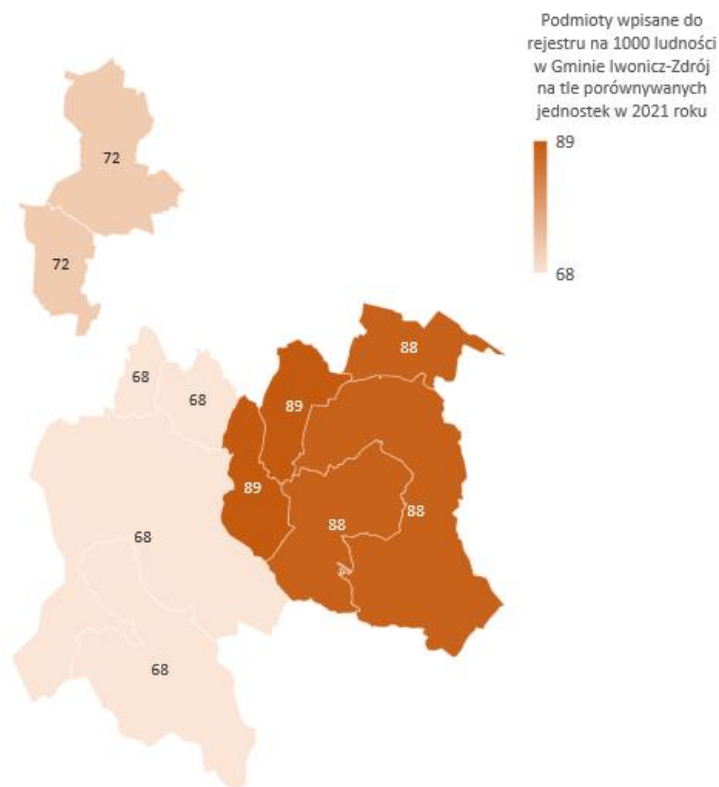 Podmioty wpisane do
rejestru na 1000 ludności
w Gminie Iwonicz-Zdrój
na tle porównywanych
jednostek w 2021 roku
89
68
72
72
88
68
68
89
89
88
88
68
68